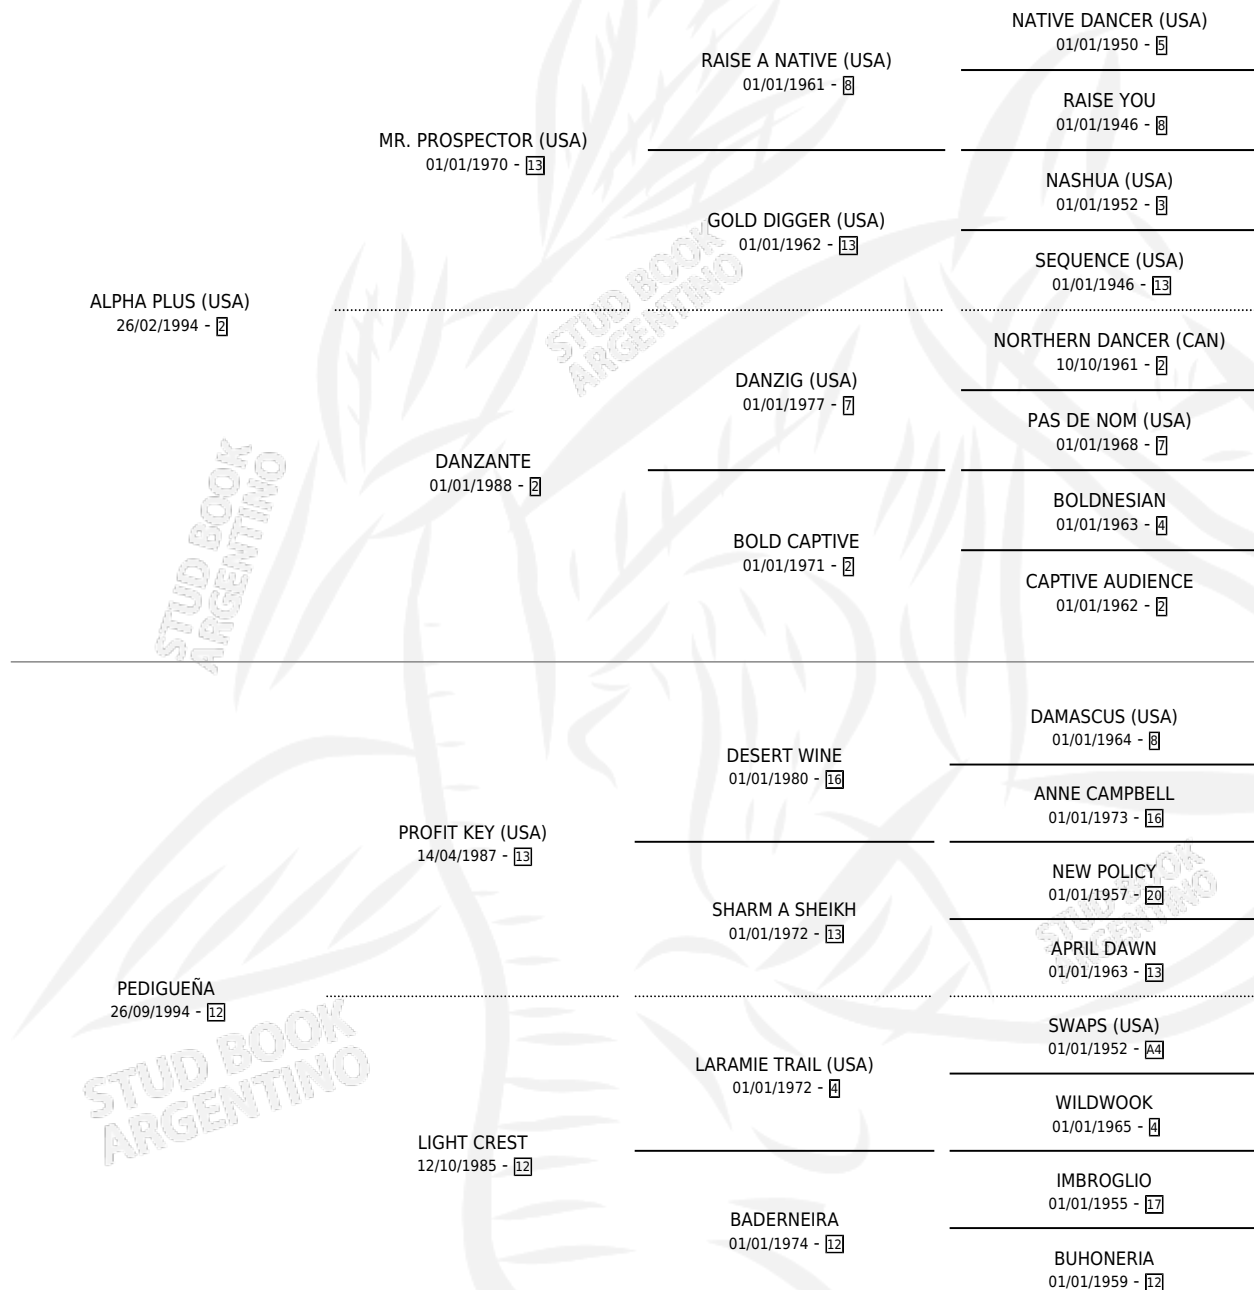 NATIVE DANCER (USA)
01/01/1950 - 5
RAISE A NATIVE (USA)
01/01/1961 - 8
RAISE YOU
01/01/1946 - 8
MR. PROSPECTOR (USA)
01/01/1970 - 13
NASHUA (USA)
01/01/1952 - 3
GOLD DIGGER (USA)
01/01/1962 - 13
SEQUENCE (USA)
01/01/1946 - 13
ALPHA PLUS (USA)
26/02/1994 - 2
STUD BOOK
ARGENTINO
NORTHERN DANCER (CAN)
10/10/1961 - 2
DANZIG (USA)
01/01/1977 - 7
PAS DE NOM (USA)
01/01/1968 - 7
DANZANTE
01/01/1988 - 2
BOLDNESIAN
01/01/1963 - 4
BOLD CAPTIVE
01/01/1971 - 2
CAPTIVE AUDIENCE
01/01/1962 - 2
STUD BOOK
ARGENTINO
DAMASCUS (USA)
01/01/1964 - 8
DESERT WINE
01/01/1980 - 16
ANNE CAMPBELL
01/01/1973 - 16
PROFIT KEY (USA)
14/04/1987 - 13
NEW POLICY
01/01/1957 - 20
SHARM A SHEIKH
01/01/1972 - 13
STUD BOOK
ARGENTINO
APRIL DAWN
01/01/1963 - 13
PEDIGUEÑA
26/09/1994 - 12
SWAPS (USA)
01/01/1952 - A4
STUD BOOK
ARGENTINO
LARAMIE TRAIL (USA)
01/01/1972 - 4
WILDWOOK
01/01/1965 - 4
LIGHT CREST
12/10/1985 - 12
IMBROGLIO
01/01/1955 - 17
BADERNEIRA
01/01/1974 - 12
BUHONERIA
01/01/1959 - 12